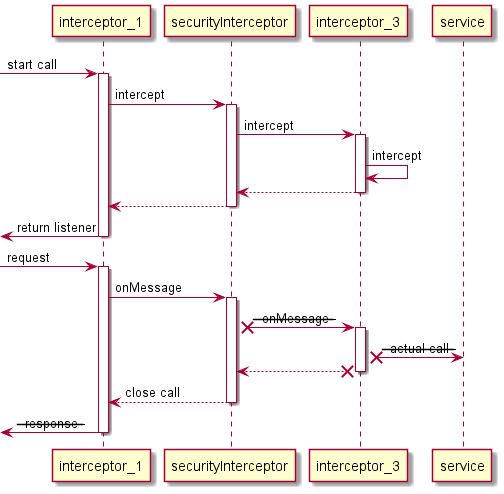 interceptor_1 securityInterceptor interceptor_3 service
start call
intercept
intercept
intercept
return listener
request
onMessage
onMessage
actual call
close call
response
interceptor_1 securityInterceptor interceptor_3 service